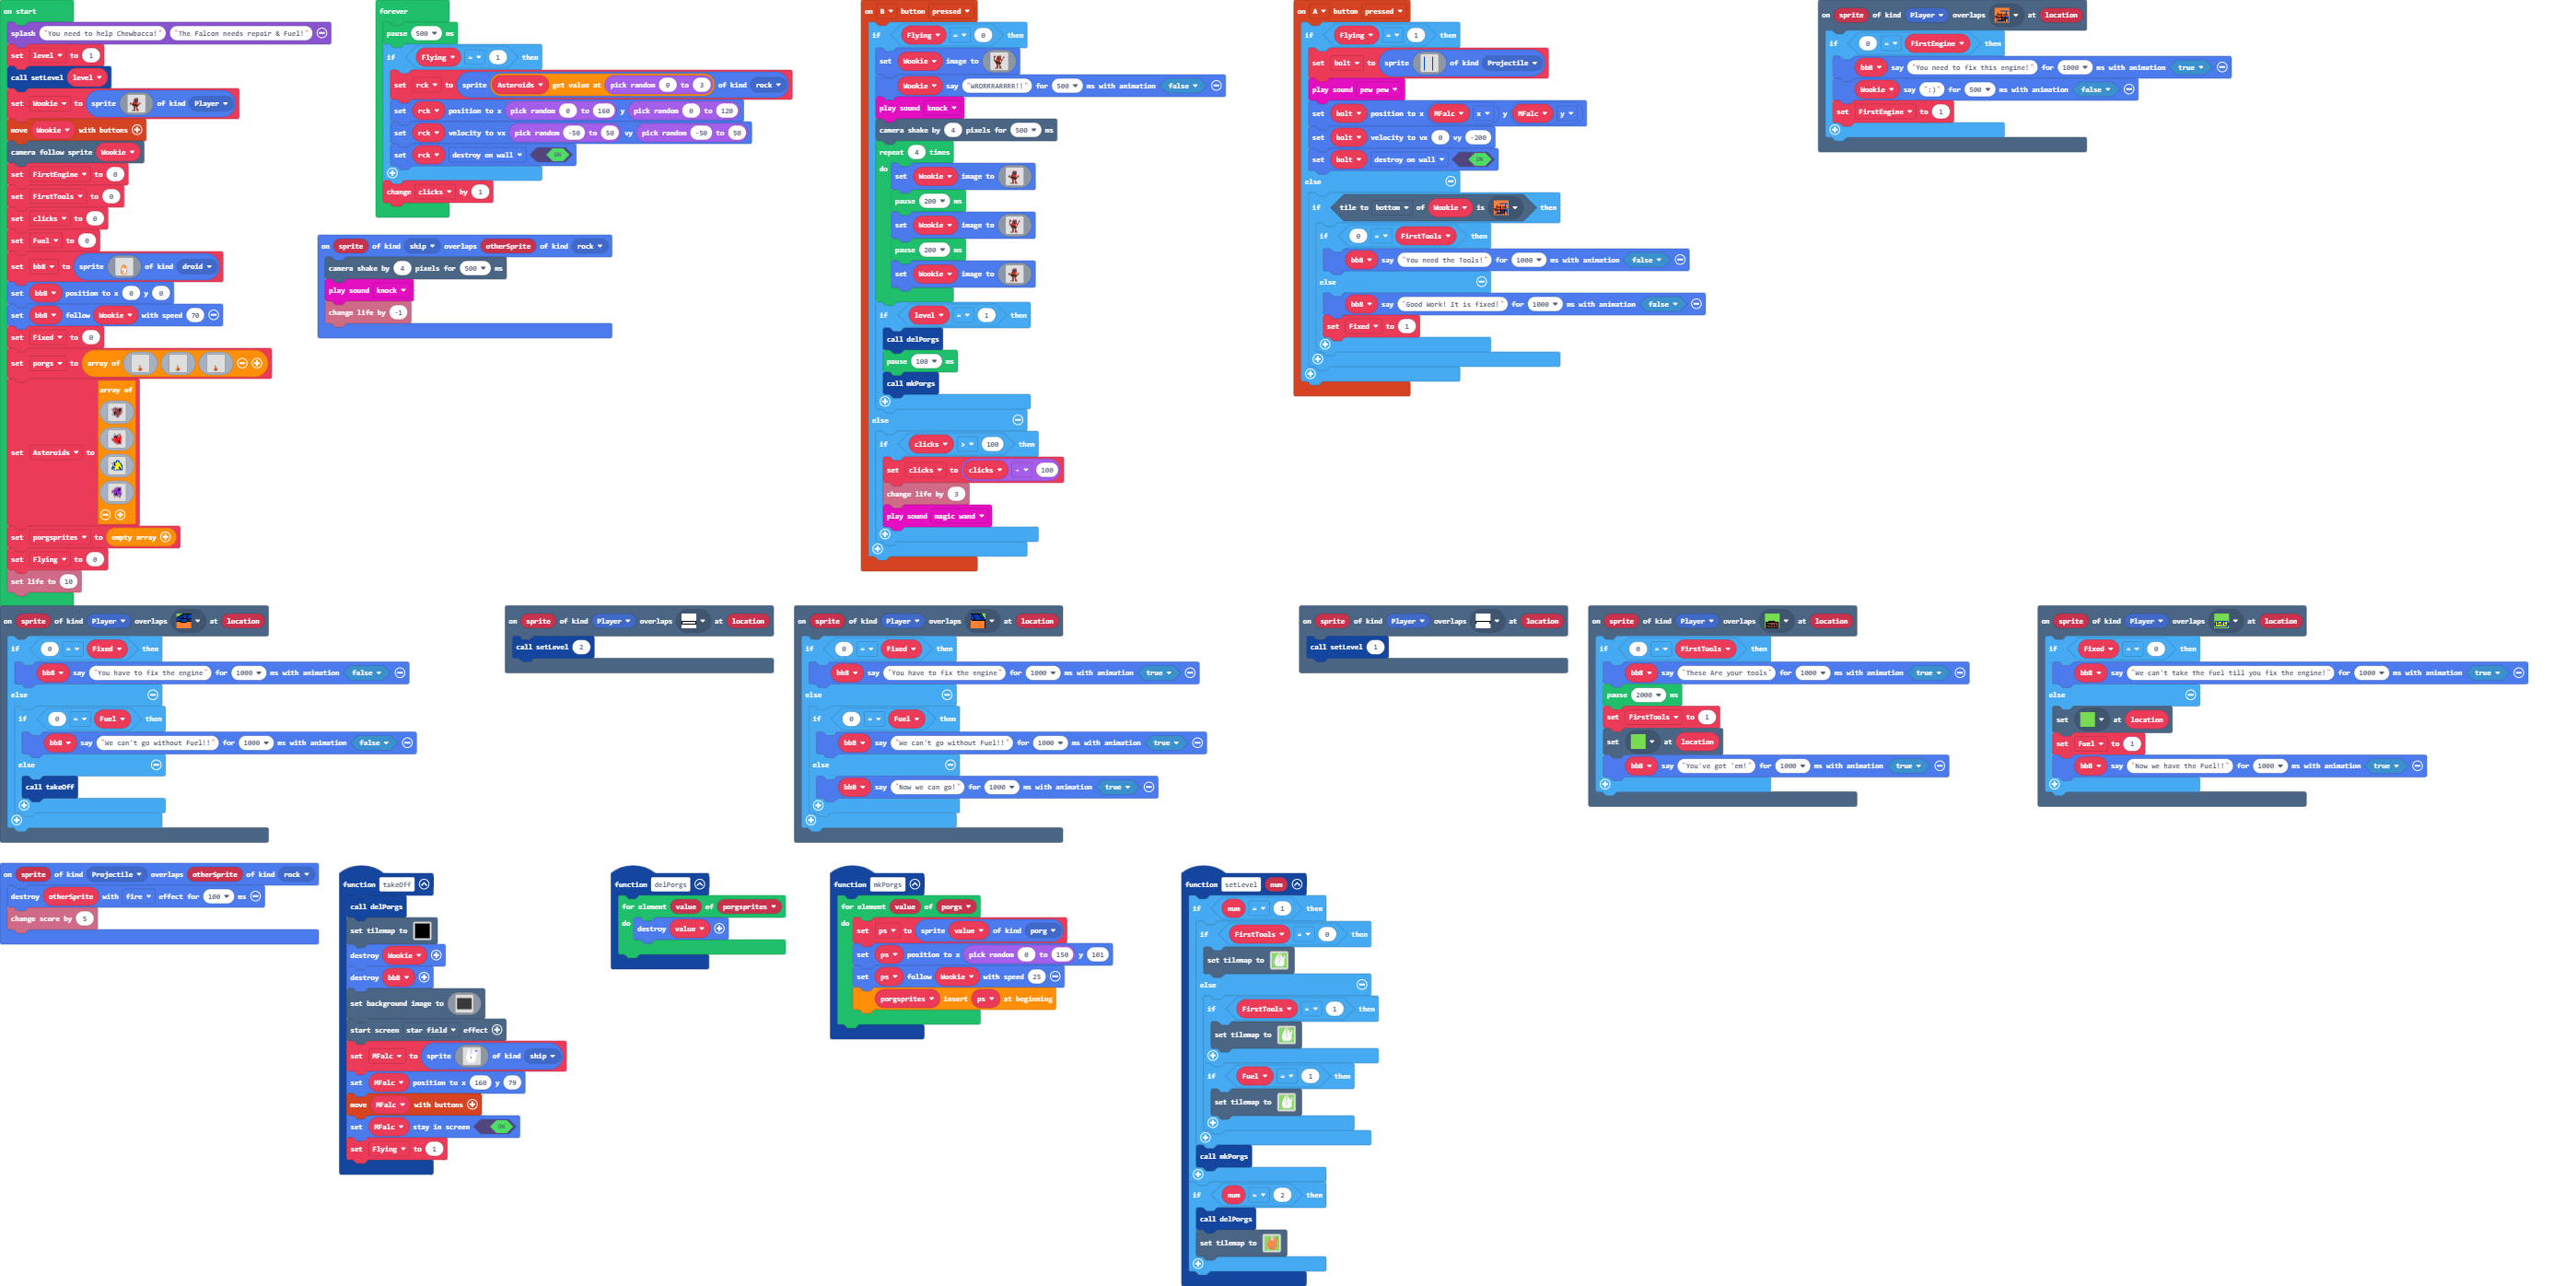 on start
splash "You need to help Chewbacca!" "The Falcon needs repair & Fuel!"
set level to 1
call setLevel level
set Wookie to sprite of kind Player
move Wookie with buttons
camera follow sprite Wookie
set FirstEngine to 0
set FirstTools to 0
set clicks to 0
set Fuel to 0
set bb8 to sprite of kind droid
set bb8 position to x 0 y 0
set bb8 follow Wookie with speed 70
set Fixed to 0
set porgs to array of
set Asteroids to array of
set porgsprites to empty array
set Flying to 0
set life to 10
forever
pause 500 ms
if Flying = 1 then
set rck to sprite Asteroids get value at pick random 0 to 3 of kind rock
set rck position to x pick random 0 to 160 y pick random 0 to 120
set rck velocity to vx pick random -50 to 50 vy pick random -50 to 50
set rck destroy on wall ON
change clicks by 1
on sprite of kind ship overlaps otherSprite of kind rock
camera shake by 4 pixels for 500 ms
play sound knock
change life by -1
on B button pressed
if Flying = 0 then
set Wookie image to
Wookie say "WRORRRARRRR!!" for 500 ms with animation false
play sound knock
camera shake by 4 pixels for 500 ms
repeat 4 times
do set Wookie image to
pause 200 ms
set Wookie image to
pause 200 ms
set Wookie image to
if level = 1 then
call delPorgs
pause 100 ms
call mkPorgs
else
if clicks > 100 then
set clicks to clicks - 100
change life by 3
play sound magic wand
on A button pressed
if Flying = 1 then
set bolt to sprite of kind Projectile
play sound pew pew
set bolt position to x MFalc x y MFalc y
set bolt velocity to vx 0 vy -200
set bolt destroy on wall ON
else
if tile to bottom of Wookie is then
if 0 = FirstTools then
bb8 say "You need the Tools!" for 1000 ms with animation false
else
bb8 say "Good Work! It is fixed!" for 1000 ms with animation false
set Fixed to 1
on sprite of kind Player overlaps at location
if 0 = FirstEngine then
bb8 say "You need to fix this engine!" for 1000 ms with animation true
Wookie say ":)" for 500 ms with animation false
set FirstEngine to 1
on sprite of kind Player overlaps at location
if 0 = Fixed then
bb8 say "You have to fix the engine" for 1000 ms with animation false
else
if 0 = Fuel then
bb8 say "We can't go without Fuel!!" for 1000 ms with animation false
else
call takeOff
on sprite of kind Player overlaps at location
call setLevel 2
on sprite of kind Player overlaps at location
if 0 = Fixed then
bb8 say "You have to fix the engine" for 1000 ms with animation true
else
if 0 = Fuel then
bb8 say "We can't go without Fuel!!" for 1000 ms with animation true
else
bb8 say "Now we can go!" for 1000 ms with animation true
on sprite of kind Player overlaps at location
call setLevel 1
on sprite of kind Player overlaps at location
if 0 = FirstTools then
bb8 say "These Are your tools" for 1000 ms with animation true
pause 2000 ms
set FirstTools to 1
set at location
bb8 say "You've got 'em!" for 1000 ms with animation true
on sprite of kind Player overlaps at location
if Fixed = 0 then
bb8 say "We can't take the fuel till you fix the engine!" for 1000 ms with animation true
else
set at location
set Fuel to 1
bb8 say "Now we have the Fuel!!" for 1000 ms with animation true
on sprite of kind Projectile overlaps otherSprite of kind rock
destroy otherSprite with fire effect for 100 ms
change score by 5
function takeOff
call delPorgs
set tilemap to
destroy Wookie
destroy bb8
set background image to
start screen star field effect
set MFalc to sprite of kind ship
set MFalc position to x 160 y 79
move MFalc with buttons
set MFalc stay in screen ON
set Flying to 1
function delPorgs
for element value of porgsprites
do destroy value
function mkPorgs
for element value of porgs
do set ps to sprite value of kind porg
set ps position to x pick random 0 to 150 y 101
set ps follow Wookie with speed 25
porgsprites insert ps at beginning
function setLevel num
if num = 1 then
if FirstTools = 0 then
set tilemap to
else
if FirstTools = 1 then
set tilemap to
if Fuel = 1 then
set tilemap to
call mkPorgs
if num = 2 then
call delPorgs
set tilemap to